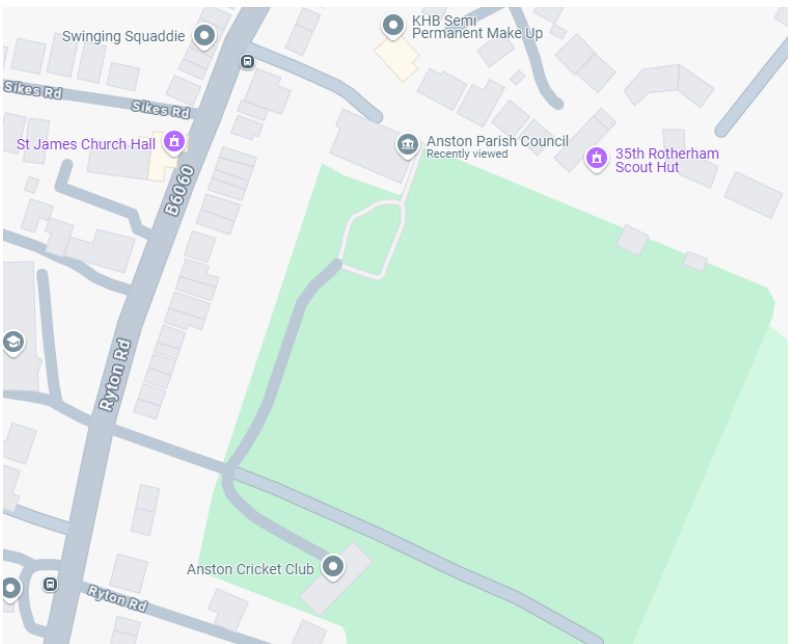 KHB Semi
Permanent Make Up
Swinging Squaddie
Sikes Rd
Sikes Rd
St James Church Hall
Anston Parish Council
Recently viewed
35th Rotherham
Scout Hut
B6060
Ryton Rd
Anston Cricket Club
Ryton Rd